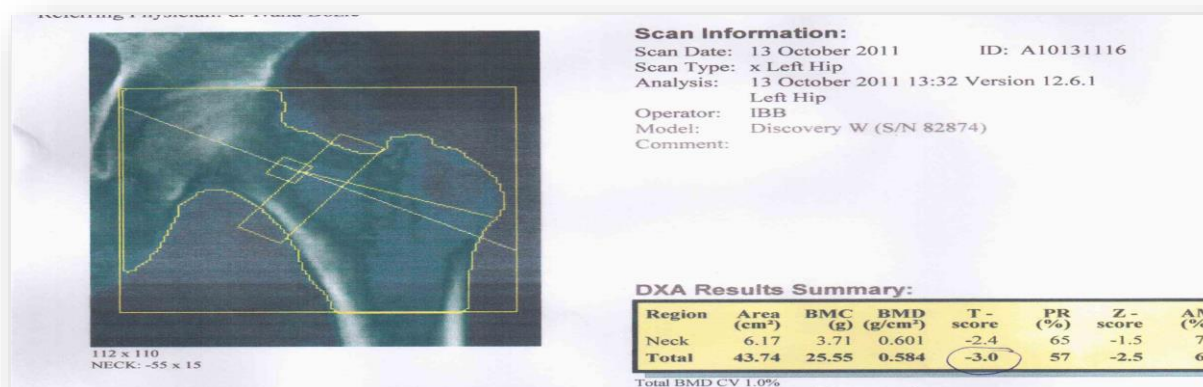 Scan Information:
Scan Date: 13 October 2011 ID: A10131116
Scan Type: x Left Hip
Analysis: 13 October 2011 13:32 Version 12.6.1
Left Hip
Operator: IBB
Model: Discovery W (S/N 82874)
Comment:
112 x 110
NECK: -55 x 15
DXA Results Summary:
Region Area (cm²) BMC (g) BMD (g/cm²) T - score PR (%) Z - score
Neck 6.17 3.71 0.601 -2.4 65 -1.5
Total 43.74 25.55 0.584 -3.0 57 -2.5
Total BMD CV 1.0%